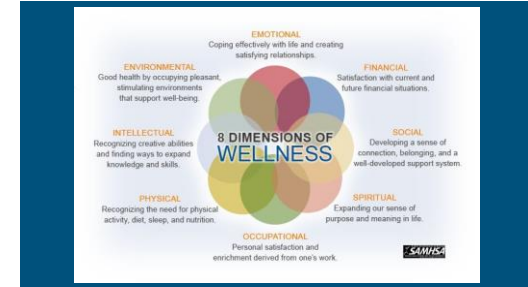 EMOTIONAL
Coping effectively with life and creating
satisfying relationships.
ENVIRONMENTAL
Good health by occupying pleasant,
stimulating environments
that support well-being.
FINANCIAL
Satisfaction with current and
future financial situations.
8 DIMENSIONS OF
WELLNESS
INTELLECTUAL
Recognizing creative abilities
and finding ways to expand
knowledge and skills.
SOCIAL
Developing a sense of
connection, belonging, and a
well-developed support system.
PHYSICAL
Recognizing the need for physical
activity, diet, sleep, and nutrition.
SPIRITUAL
Expanding our sense of
purpose and meaning in life.
OCCUPATIONAL
Personal satisfaction and
enrichment derived from one's work.
SAMHSA